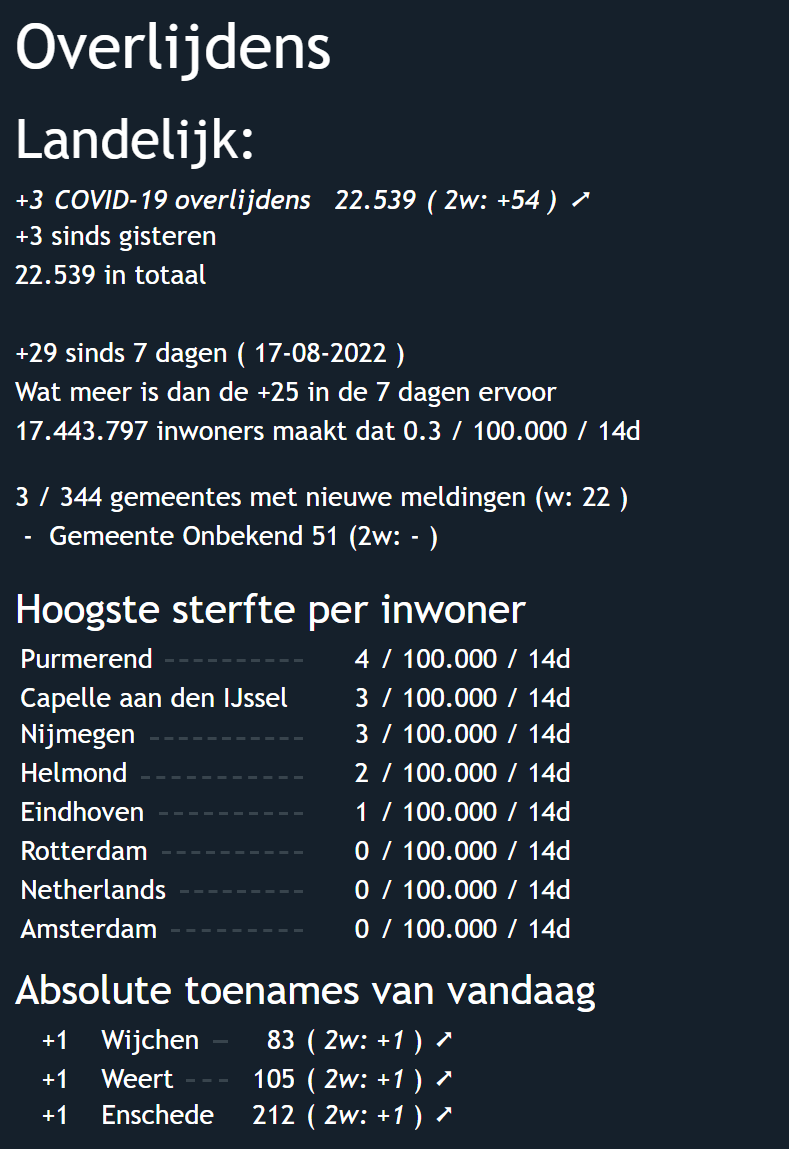 Overlijdens
Landelijk:
+3 COVID-19 overlijdens 22.539 ( 2w: +54 ) ➚
+3 sinds gisteren
22.539 in totaal
+29 sinds 7 dagen ( 17-08-2022 )
Wat meer is dan de +25 in de 7 dagen ervoor
17.443.797 inwoners maakt dat 0.3 / 100.000 / 14d
3 / 344 gemeentes met nieuwe meldingen (w: 22 )
- Gemeente Onbekend 51 (2w: - )
Hoogste sterfte per inwoner
Purmerend ---------- 4 / 100.000 / 14d
Capelle aan den IJssel 3 / 100.000 / 14d
Nijmegen ----------- 3 / 100.000 / 14d
Helmond ----------- 2 / 100.000 / 14d
Eindhoven ---------- 1 / 100.000 / 14d
Rotterdam ---------- 0 / 100.000 / 14d
Netherlands --------- 0 / 100.000 / 14d
Amsterdam --------- 0 / 100.000 / 14d
Absolute toenames van vandaag
+1 Wijchen - 83 ( 2w: +1 ) ➚
+1 Weert --- 105 ( 2w: +1 ) ➚
+1 Enschede 212 ( 2w: +1 ) ➚